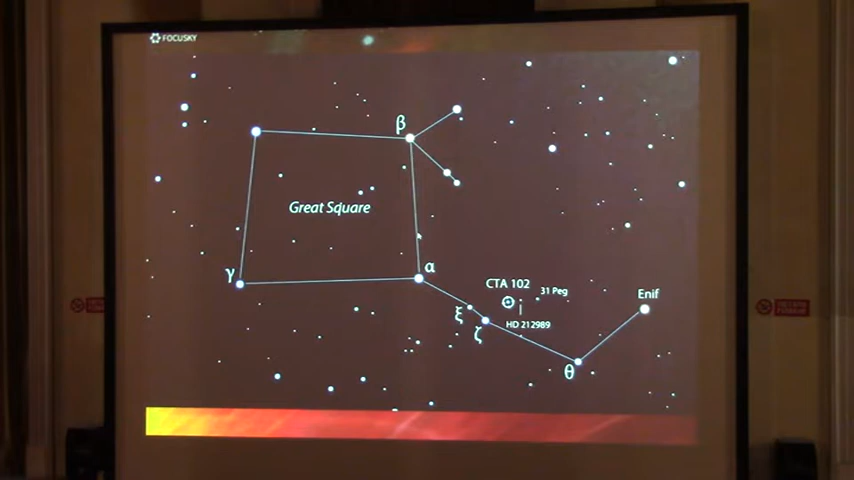 FOCUSKY
β
Great Square
γ
α
CTA 102
31 Peg
Enif
ξ
HD 212989
ζ
θ